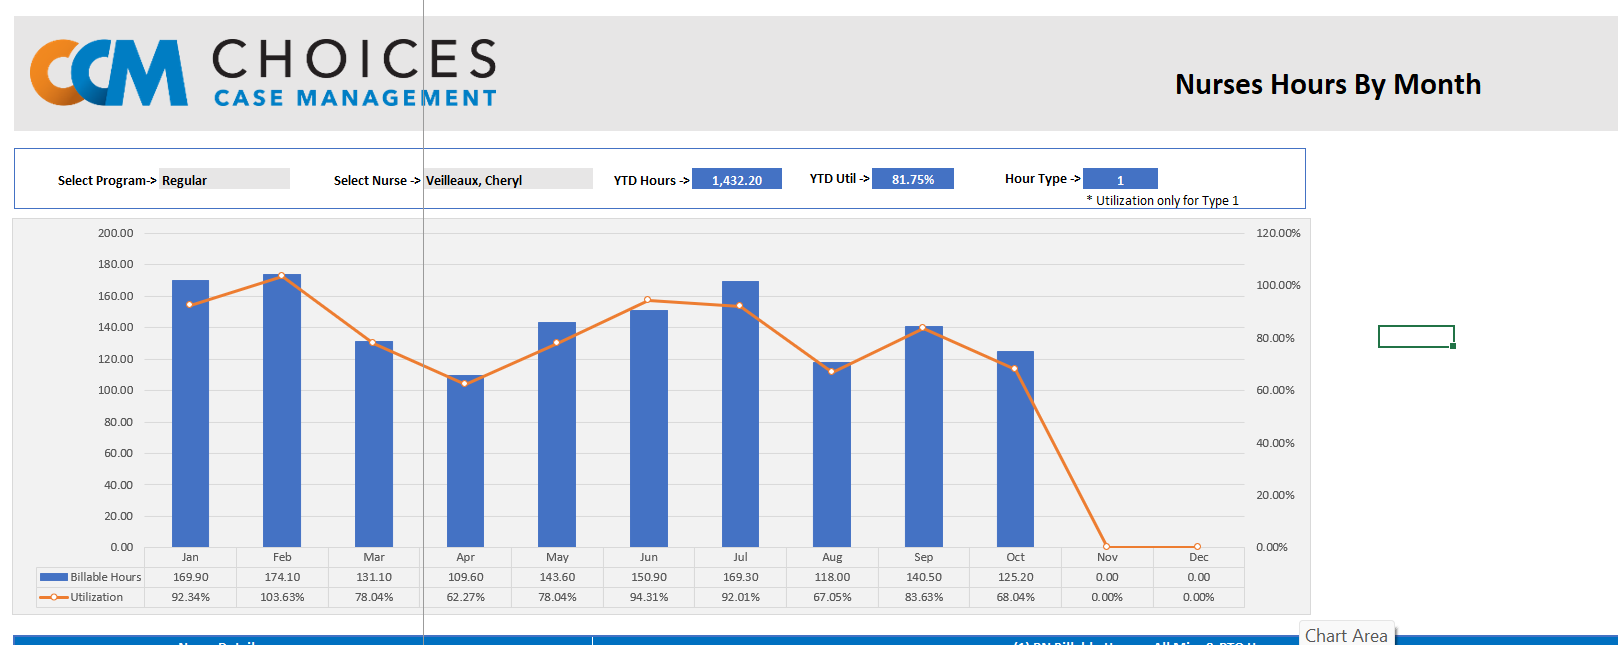 CCM CHOICES
CASE MANAGEMENT
Nurses Hours By Month
Select Program-> Regular Select Nurse -> Veilleaux, Cheryl YTD Hours -> 1,432.20 YTD Util -> 81.75% Hour Type -> 1
* Utilization only for Type 1
200.00 120.00%
180.00
160.00 100.00%
140.00
120.00 80.00%
100.00 60.00%
80.00
60.00 40.00%
40.00
20.00 20.00%
0.00 0.00%
Jan Feb Mar Apr May Jun Jul Aug Sep Oct Nov Dec
Billable Hours 169.90 174.10 131.10 109.60 143.60 150.90 169.30 118.00 140.50 125.20 0.00 0.00
Utilization 92.34% 103.63% 78.04% 62.27% 78.04% 94.31% 92.01% 67.05% 83.63% 68.04% 0.00% 0.00%
Chart Area